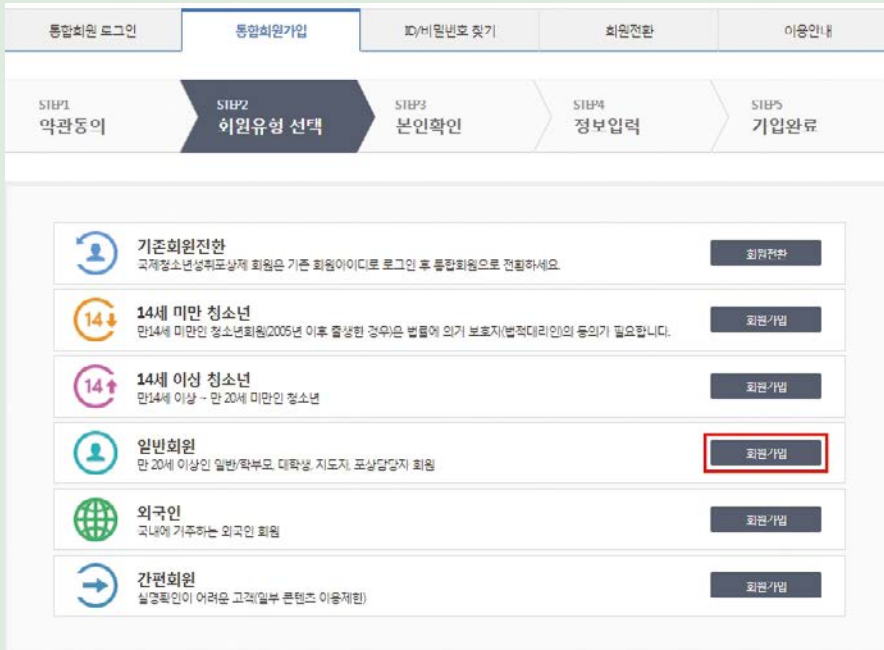 통합회원 로그인
통합회원가입
ID/비밀번호 찾기
회원전환
이용안내
STEP1
약관동의
STEP2
회원유형 선택
STEP3
본인확인
STEP4
정보입력
STEP5
가입완료
기존회원전환
국제청소년성취포상제 회원은 기존 회원아이디로 로그인 후 통합회원으로 전환하세요.
회원전환
14세 미만 청소년
만14세 미만인 청소년회원(2005년 이후 출생한 경우)은 법률에 의거 보호자(법적대리인)의 동의가 필요합니다.
회원가입
14세 이상 청소년
만14세 이상 ~ 만 20세 미만인 청소년
회원가입
일반회원
만 20세 이상인 일반/학부모, 대학생, 지도자, 포상담당자 회원
회원가입
외국인
국내에 거주하는 외국인 회원
회원가입
간편회원
실명확인이 어려운 고객(일부 콘텐츠 이용제한)
회원가입